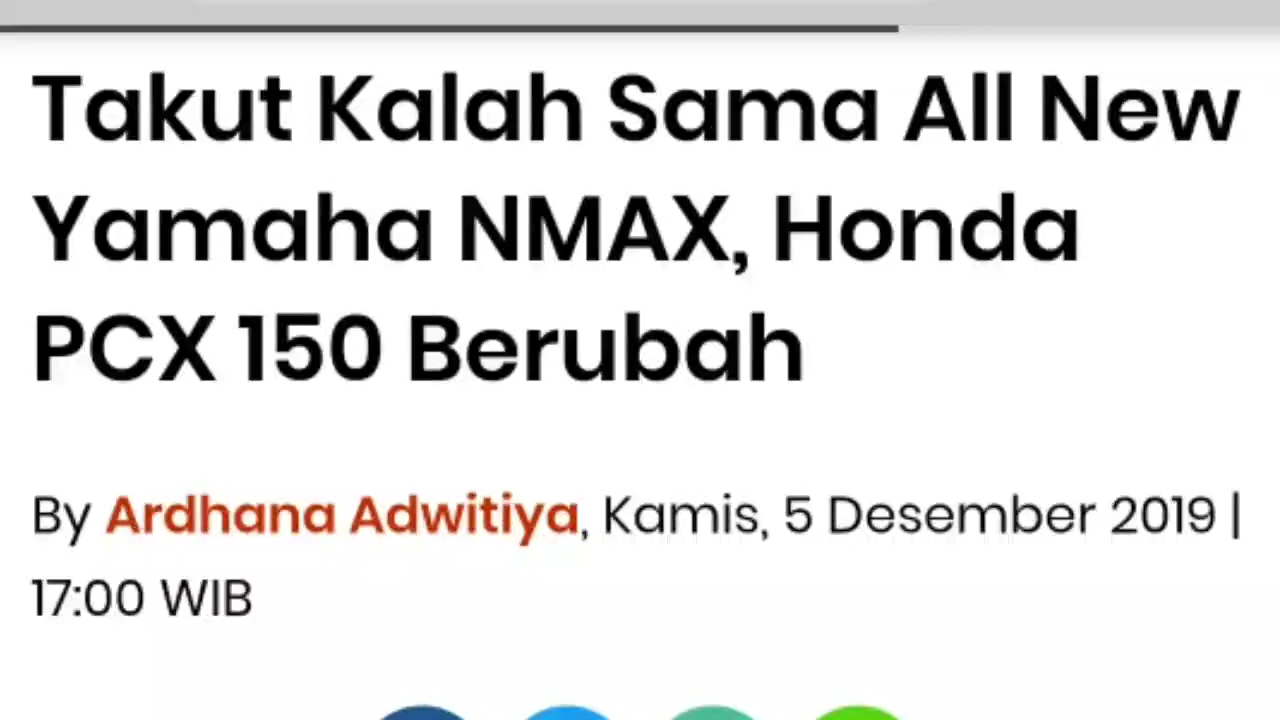 Takut Kalah Sama All New
Yamaha NMAX, Honda
PCX 150 Berubah
By Ardhana Adwitiya, Kamis, 5 Desember 2019 |
17:00 WIB